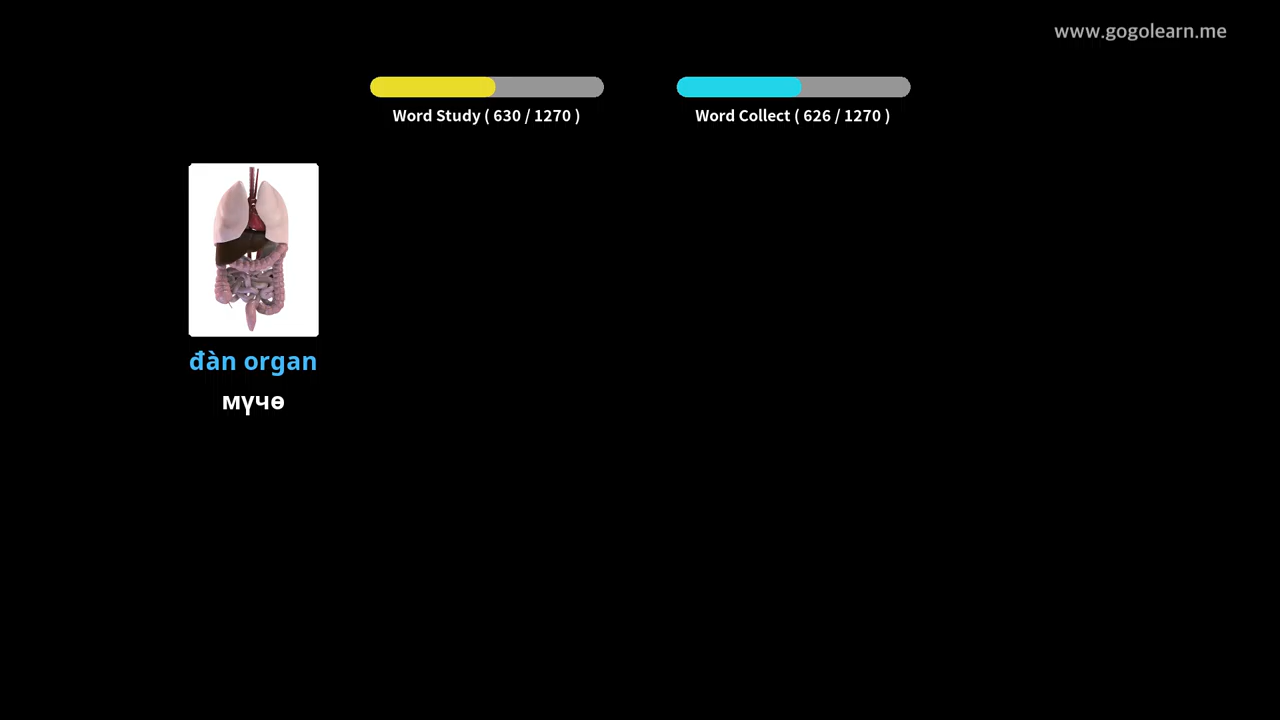 www.gogolearn.me
Word Study ( 630 / 1270 )
Word Collect ( 626 / 1270 )
đàn organ
мүчө